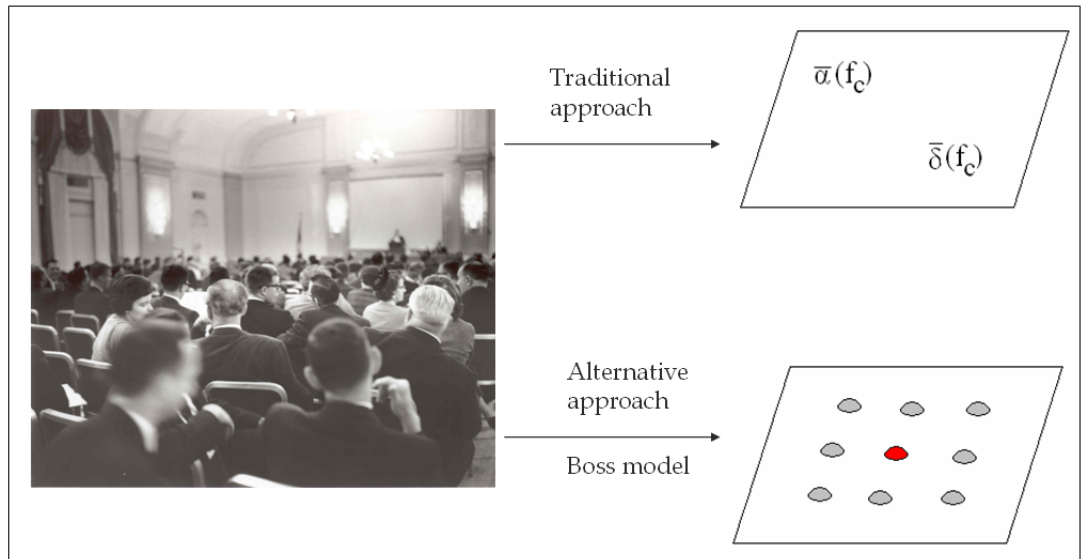 Traditional
approach
ᾱ(f_c)
δ̄(f_c)
Alternative
approach
Boss model